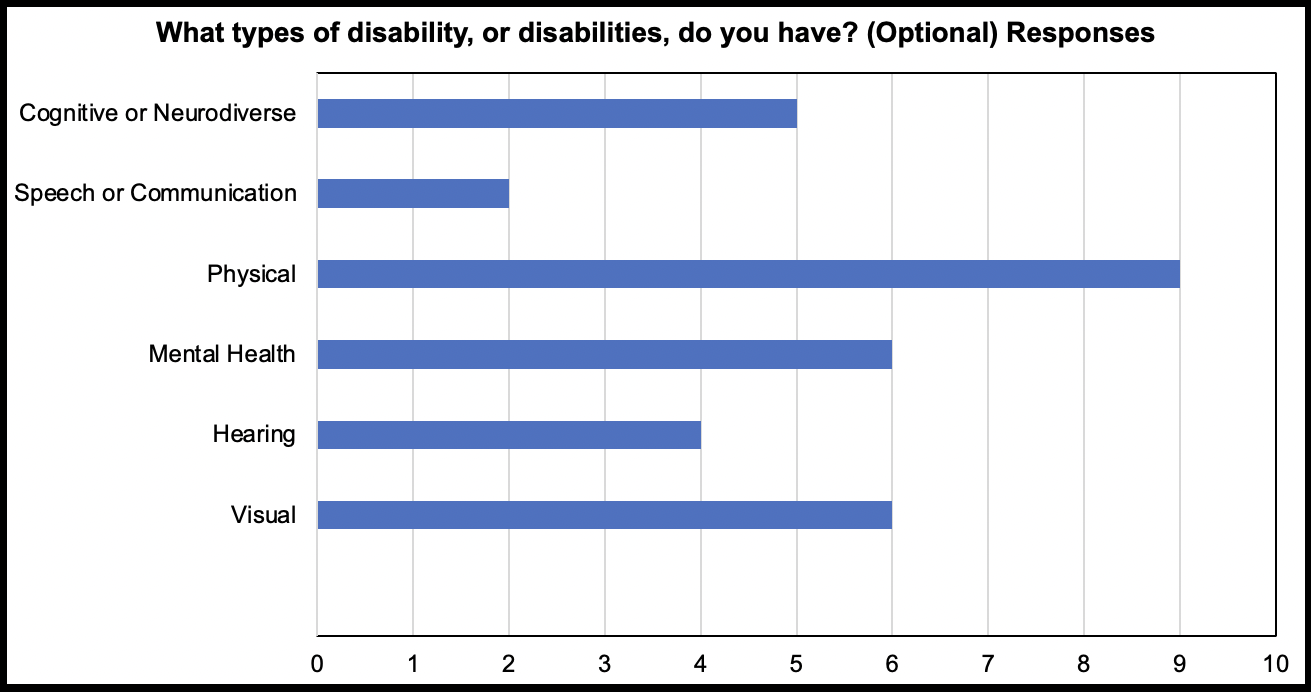 What types of disability, or disabilities, do you have? (Optional) Responses
Cognitive or Neurodiverse
Speech or Communication
Physical
Mental Health
Hearing
Visual
0 1 2 3 4 5 6 7 8 9 10